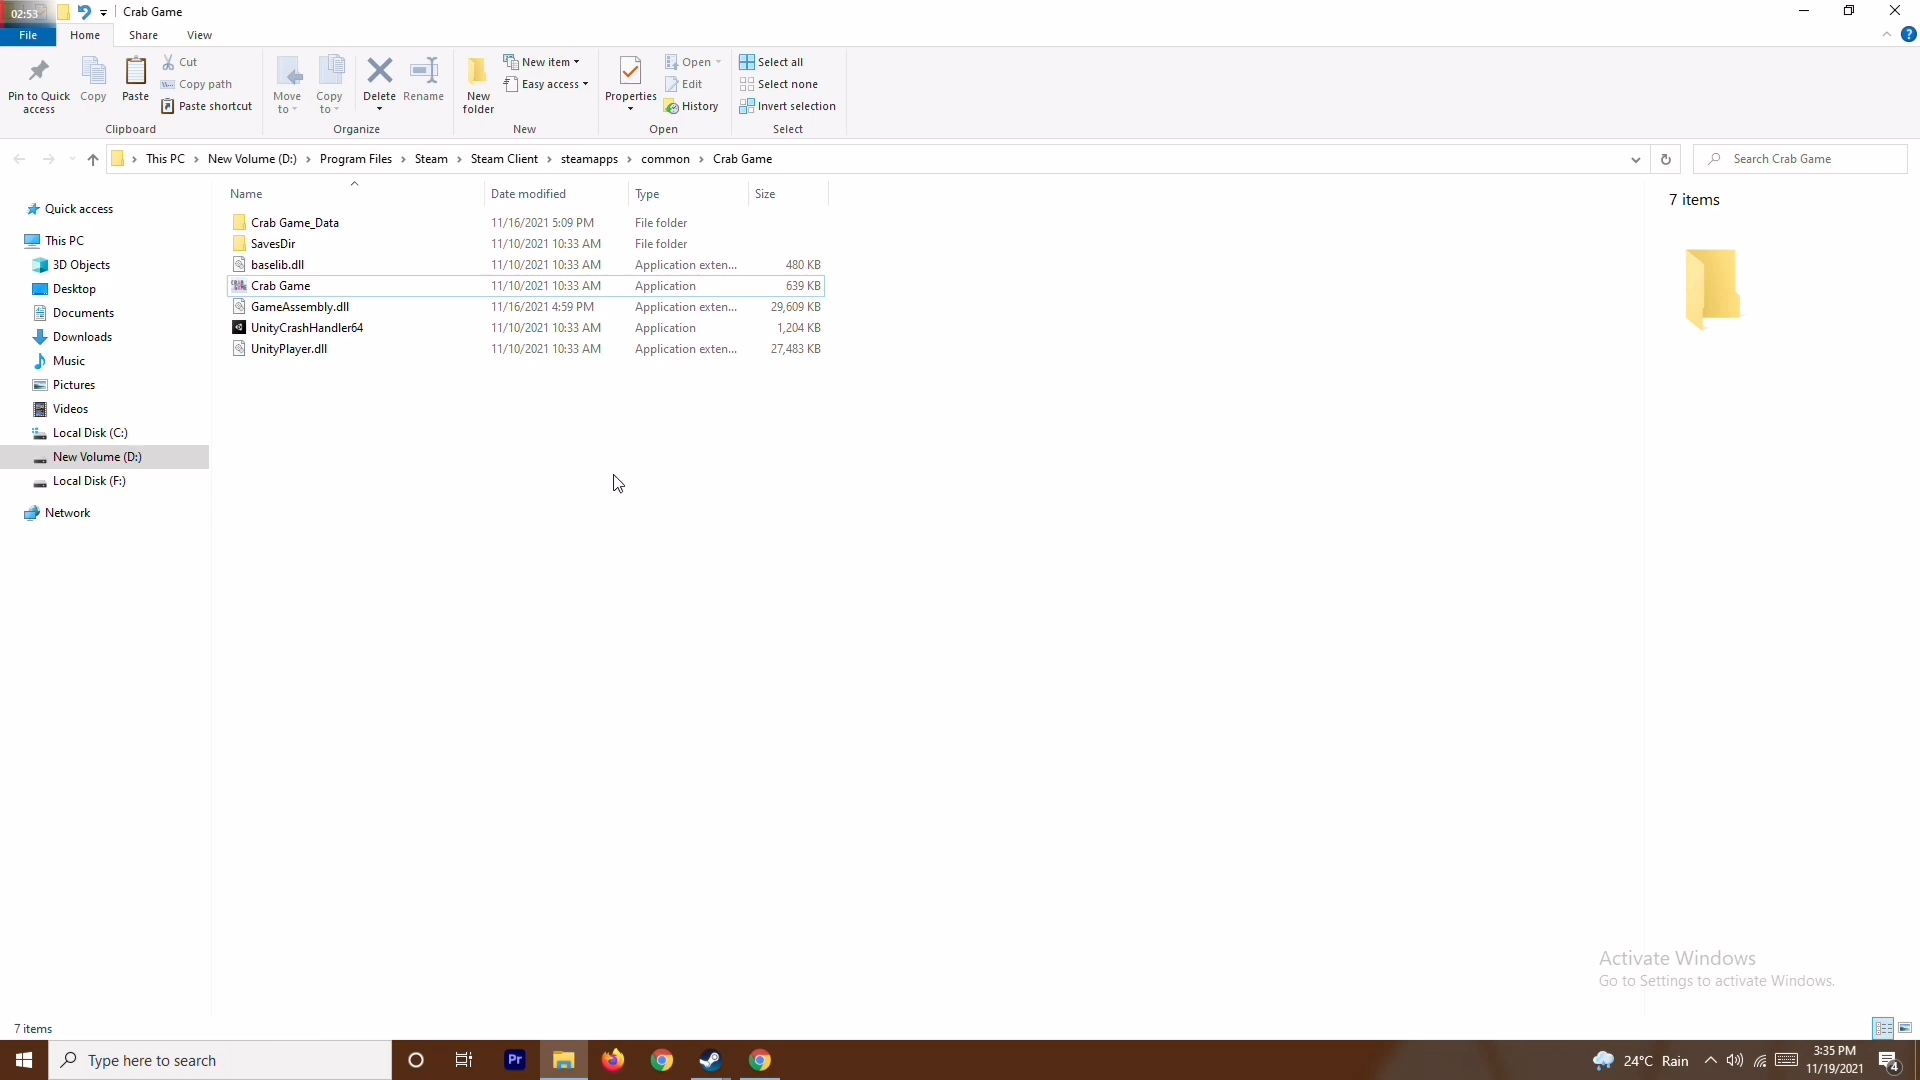 02:53 Crab Game
File Home Share View
Pin to Quick access
Copy
Paste
Cut
Copy path
Paste shortcut
Clipboard
Move to
Copy to
Delete
Rename
Organize
New folder
New item
Easy access
New
Properties
Open
Edit
History
Open
Select all
Select none
Invert selection
Select
This PC › New Volume (D:) › Program Files › Steam › Steam Client › steamapps › common › Crab Game
Search Crab Game
Quick access
This PC
3D Objects
Desktop
Documents
Downloads
Music
Pictures
Videos
Local Disk (C:)
New Volume (D:)
Local Disk (F:)
Network
Name Date modified Type Size
Crab Game_Data 11/16/2021 5:09 PM File folder
SavesDir 11/10/2021 10:33 AM File folder
baselib.dll 11/10/2021 10:33 AM Application exten... 480 KB
Crab Game 11/10/2021 10:33 AM Application 639 KB
GameAssembly.dll 11/16/2021 4:59 PM Application exten... 29,609 KB
UnityCrashHandler64 11/10/2021 10:33 AM Application 1,204 KB
UnityPlayer.dll 11/10/2021 10:33 AM Application exten... 27,483 KB
7 items
Activate Windows
Go to Settings to activate Windows.
7 items
Type here to search
Pr
24°C Rain
3:35 PM
11/19/2021
4